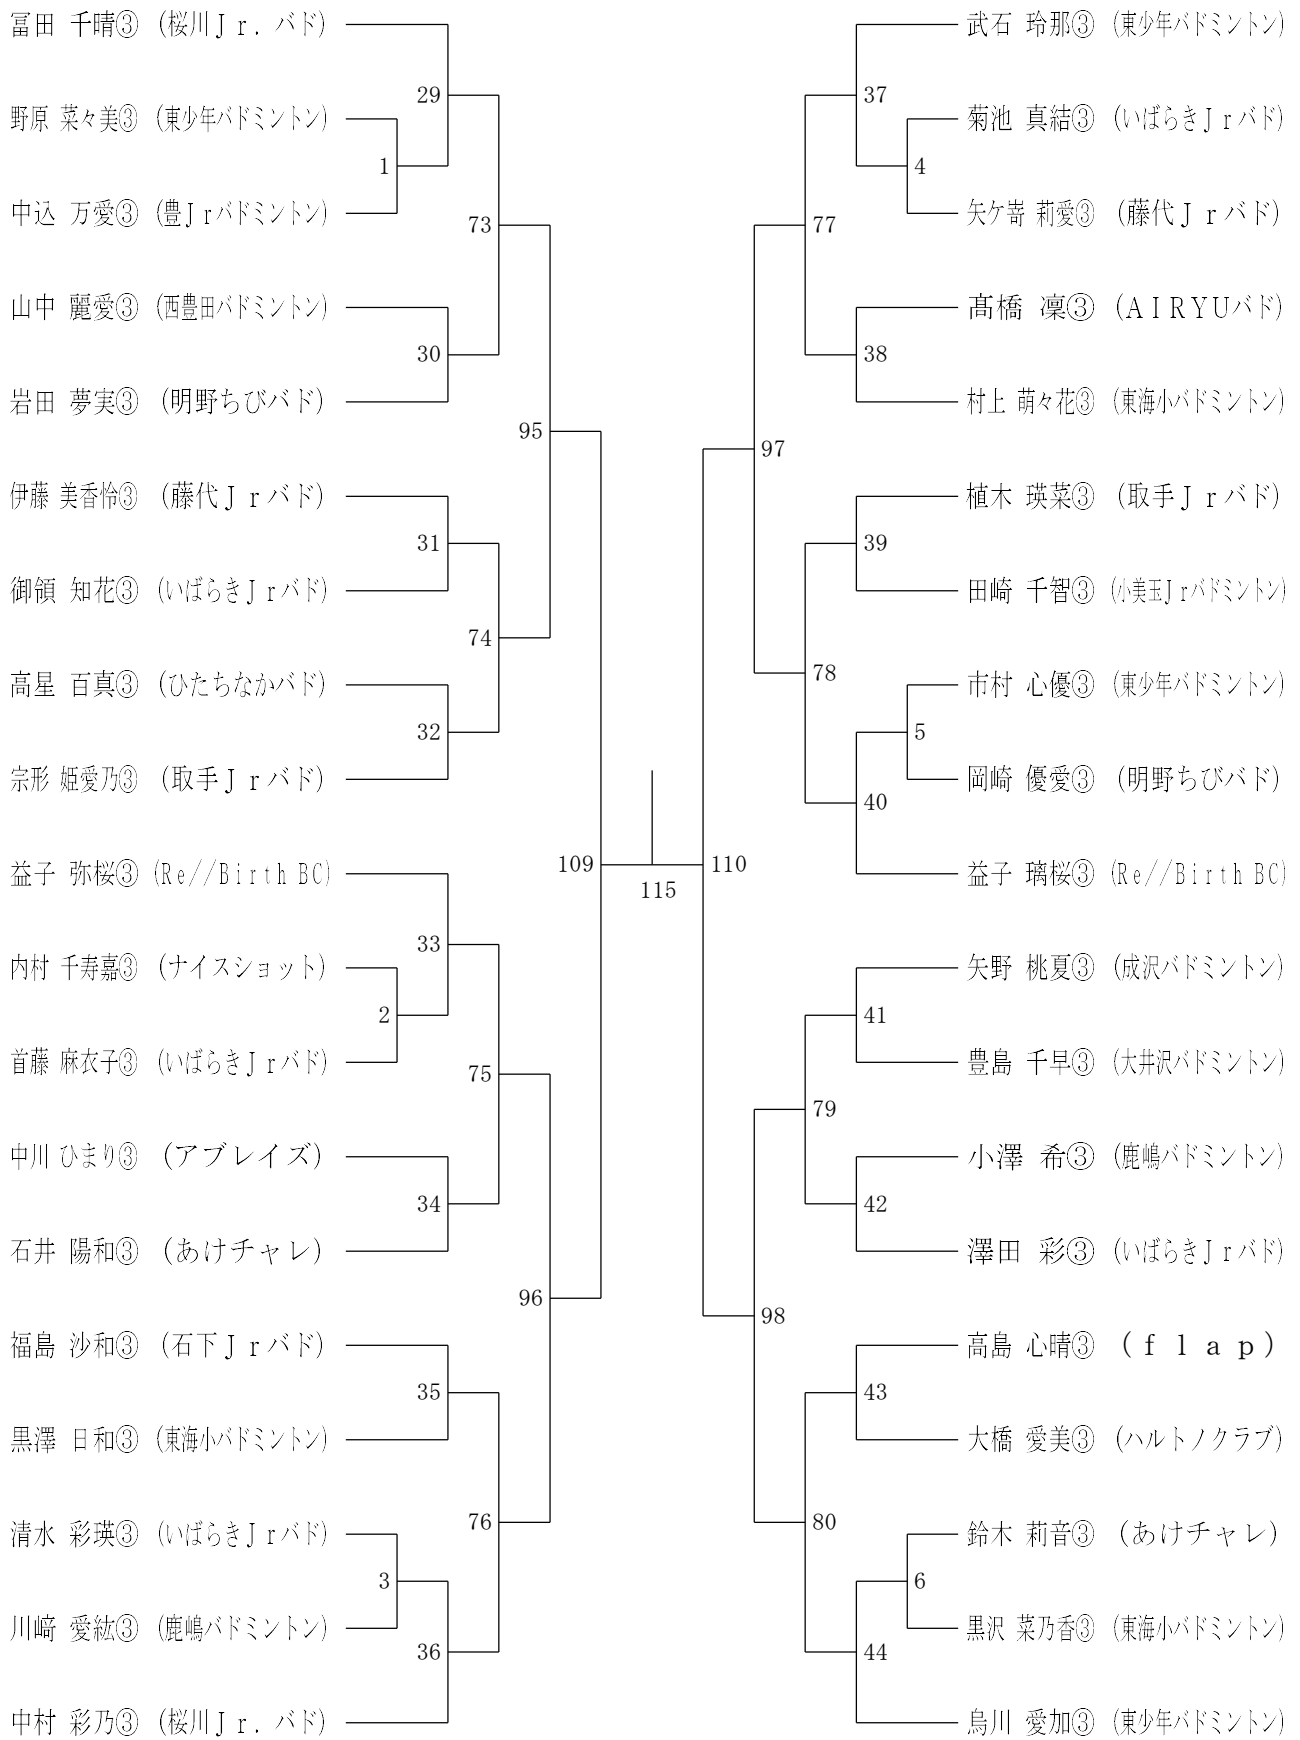 冨田 千晴③ (桜川Jr. バド)
29
野原 菜々美③ (東少年バドミントン)
1
中込 万愛③ (豊Jrバドミントン)
73
山中 麗愛③ (西豊田バドミントン)
30
岩田 夢実③ (明野ちびバド)
95
伊藤 美香怜③ (藤代Jrバド)
31
御領 知花③ (いばらきJrバド)
74
高星 百真③ (ひたちなかバド)
32
宗形 姫愛乃③ (取手Jrバド)
109
益子 弥桜③ (Re//Birth BC)
33
内村 千寿嘉③ (ナイスショット)
2
首藤 麻衣子③ (いばらきJrバド)
75
中川 ひまり③ (アブレイズ)
34
石井 陽和③ (あけチャレ)
96
福島 沙和③ (石下Jrバド)
35
黒澤 日和③ (東海小バドミントン)
76
清水 彩瑛③ (いばらきJrバド)
3
川﨑 愛紘③ (鹿嶋バドミントン)
36
中村 彩乃③ (桜川Jr. バド)
115
武石 玲那③ (東少年バドミントン)
37
菊池 真結③ (いばらきJrバド)
4
矢ケ嵜 莉愛③ (藤代Jrバド)
77
髙橋 凜③ (AIRYUバド)
38
村上 萌々花③ (東海小バドミントン)
97
植木 瑛菜③ (取手Jrバド)
39
田崎 千智③ (小美玉Jrバドミントン)
78
市村 心優③ (東少年バドミントン)
5
岡崎 優愛③ (明野ちびバド)
40
110
益子 璃桜③ (Re//Birth BC)
矢野 桃夏③ (成沢バドミントン)
41
豊島 千早③ (大井沢バドミントン)
79
小澤 希③ (鹿嶋バドミントン)
42
澤田 彩③ (いばらきJrバド)
98
高島 心晴③ (flap)
43
大橋 愛美③ (ハルトノクラブ)
80
鈴木 莉音③ (あけチャレ)
6
黒沢 菜乃香③ (東海小バドミントン)
44
烏川 愛加③ (東少年バドミントン)